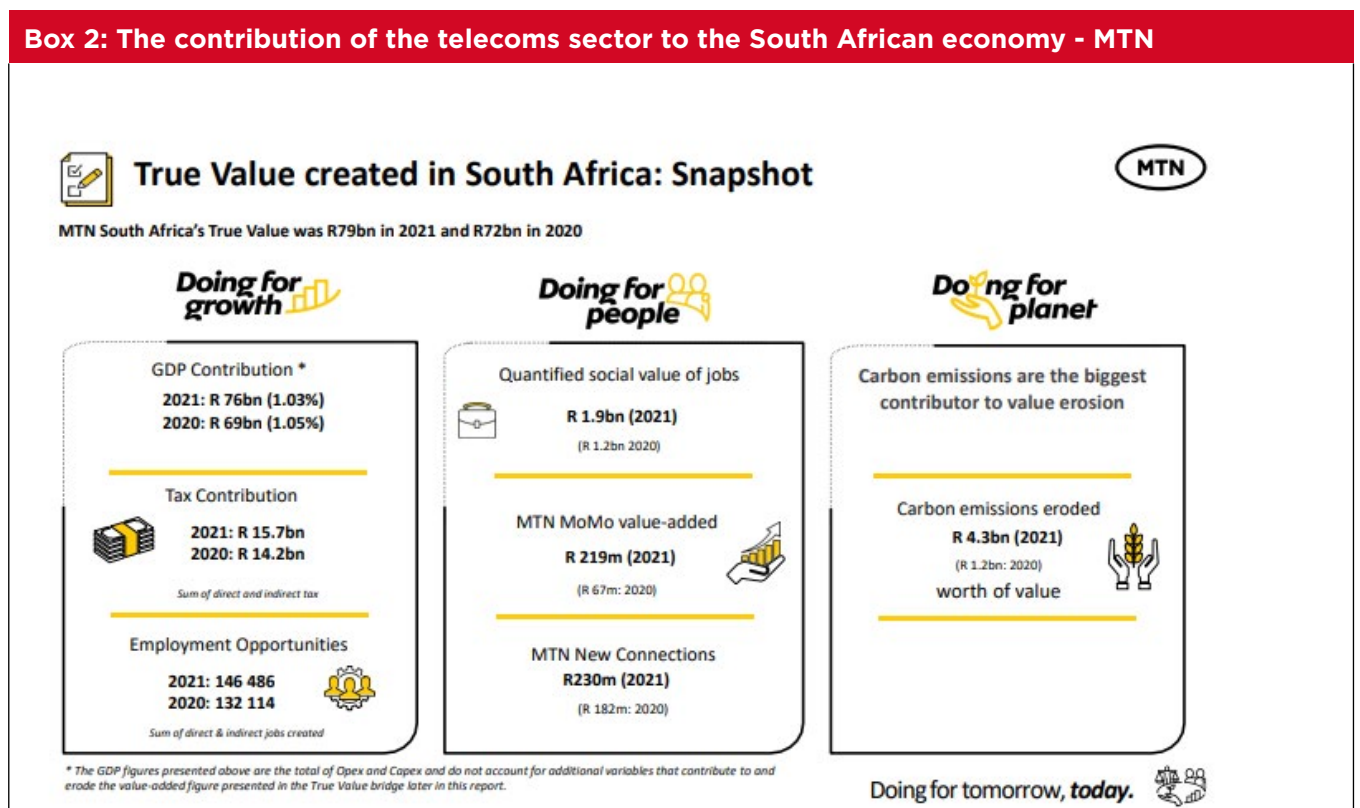 Box 2: The contribution of the telecoms sector to the South African economy - MTN
True Value created in South Africa: Snapshot
MTN
MTN South Africa's True Value was R79bn in 2021 and R72bn in 2020
Doing for
growth
GDP Contribution *
2021: R 76bn (1.03%)
2020: R 69bn (1.05%)
Tax Contribution
2021: R 15.7bn
2020: R 14.2bn
Sum of direct and indirect tax
Employment Opportunities
2021: 146 486
2020: 132 114
Sum of direct & indirect jobs created
Doing for
people
Quantified social value of jobs
R 1.9bn (2021)
(R 1.2bn 2020)
MTN MoMo value-added
R 219m (2021)
(R 67m: 2020)
MTN New Connections
R230m (2021)
(R 182m: 2020)
Doing for
planet
Carbon emissions are the biggest
contributor to value erosion
Carbon emissions eroded
R 4.3bn (2021)
(R 1.2bn: 2020)
worth of value
* The GDP figures presented above are the total of Opex and Capex and do not account for additional variables that contribute to and
erode the value-added figure presented in the True Value bridge later in this report.
Doing for tomorrow, today.